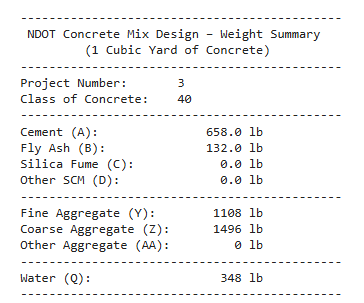 ------------------------------------------
NDOT Concrete Mix Design – Weight Summary
(1 Cubic Yard of Concrete)
------------------------------------------
Project Number: 3
Class of Concrete: 40
------------------------------------------
Cement (A): 658.0 lb
Fly Ash (B): 132.0 lb
Silica Fume (C): 0.0 lb
Other SCM (D): 0.0 lb
------------------------------------------
Fine Aggregate (Y): 1108 lb
Coarse Aggregate (Z): 1496 lb
Other Aggregate (AA): 0 lb
------------------------------------------
Water (Q): 348 lb
------------------------------------------